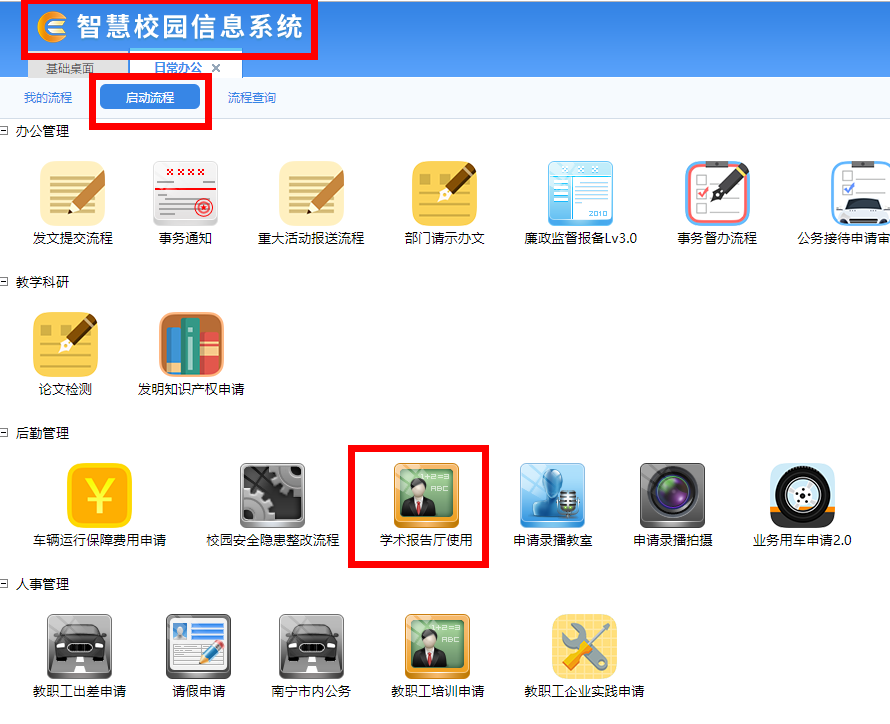 智慧校园信息系统
基础桌面 日常办公
我的流程 启动流程 流程查询
办公管理
2010
发文提交流程 事务通知 重大活动报送流程 部门请示办文 廉政监督报备Lv3.0 事务督办流程 公务接待申请审
教学科研
论文检测 发明知识产权申请
后勤管理
¥ 1+2=3
ABC
车辆运行保障费用申请 校园安全隐患整改流程 学术报告厅使用 申请录播教室 申请录播拍摄 业务用车申请2.0
人事管理
1+2=3
ABC
教职工出差申请 请假申请 南宁市内公务 教职工培训申请 教职工企业实践申请